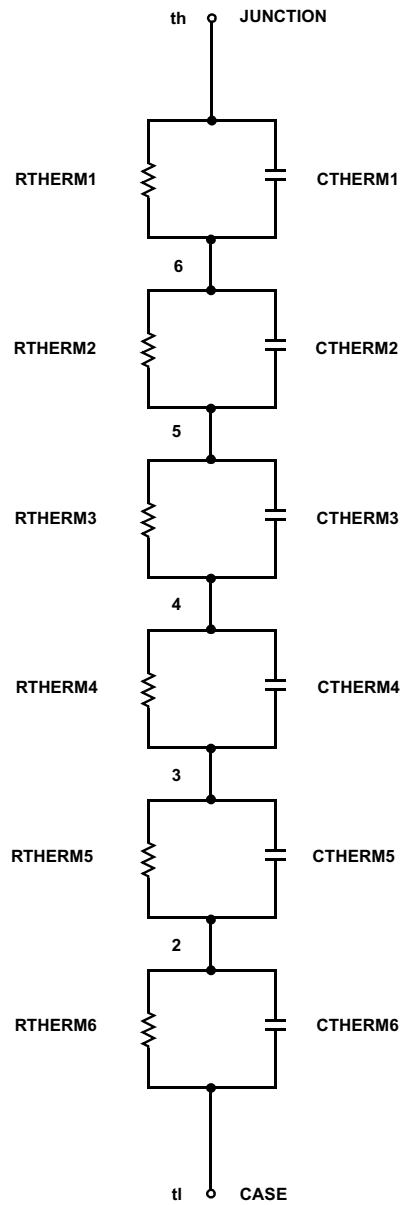 th JUNCTION
RTHERM1 CTHERM1
6
RTHERM2 CTHERM2
5
RTHERM3 CTHERM3
4
RTHERM4 CTHERM4
3
RTHERM5 CTHERM5
2
RTHERM6 CTHERM6
tl CASE